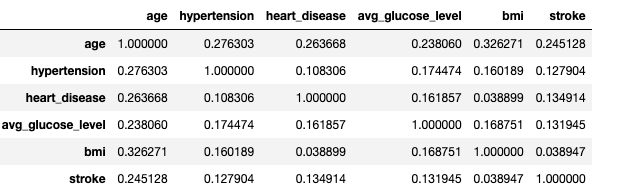 age hypertension heart_disease avg_glucose_level bmi stroke
age 1.000000 0.276303 0.263668 0.238060 0.326271 0.245128
hypertension 0.276303 1.000000 0.108306 0.174474 0.160189 0.127904
heart_disease 0.263668 0.108306 1.000000 0.161857 0.038899 0.134914
avg_glucose_level 0.238060 0.174474 0.161857 1.000000 0.168751 0.131945
bmi 0.326271 0.160189 0.038899 0.168751 1.000000 0.038947
stroke 0.245128 0.127904 0.134914 0.131945 0.038947 1.000000